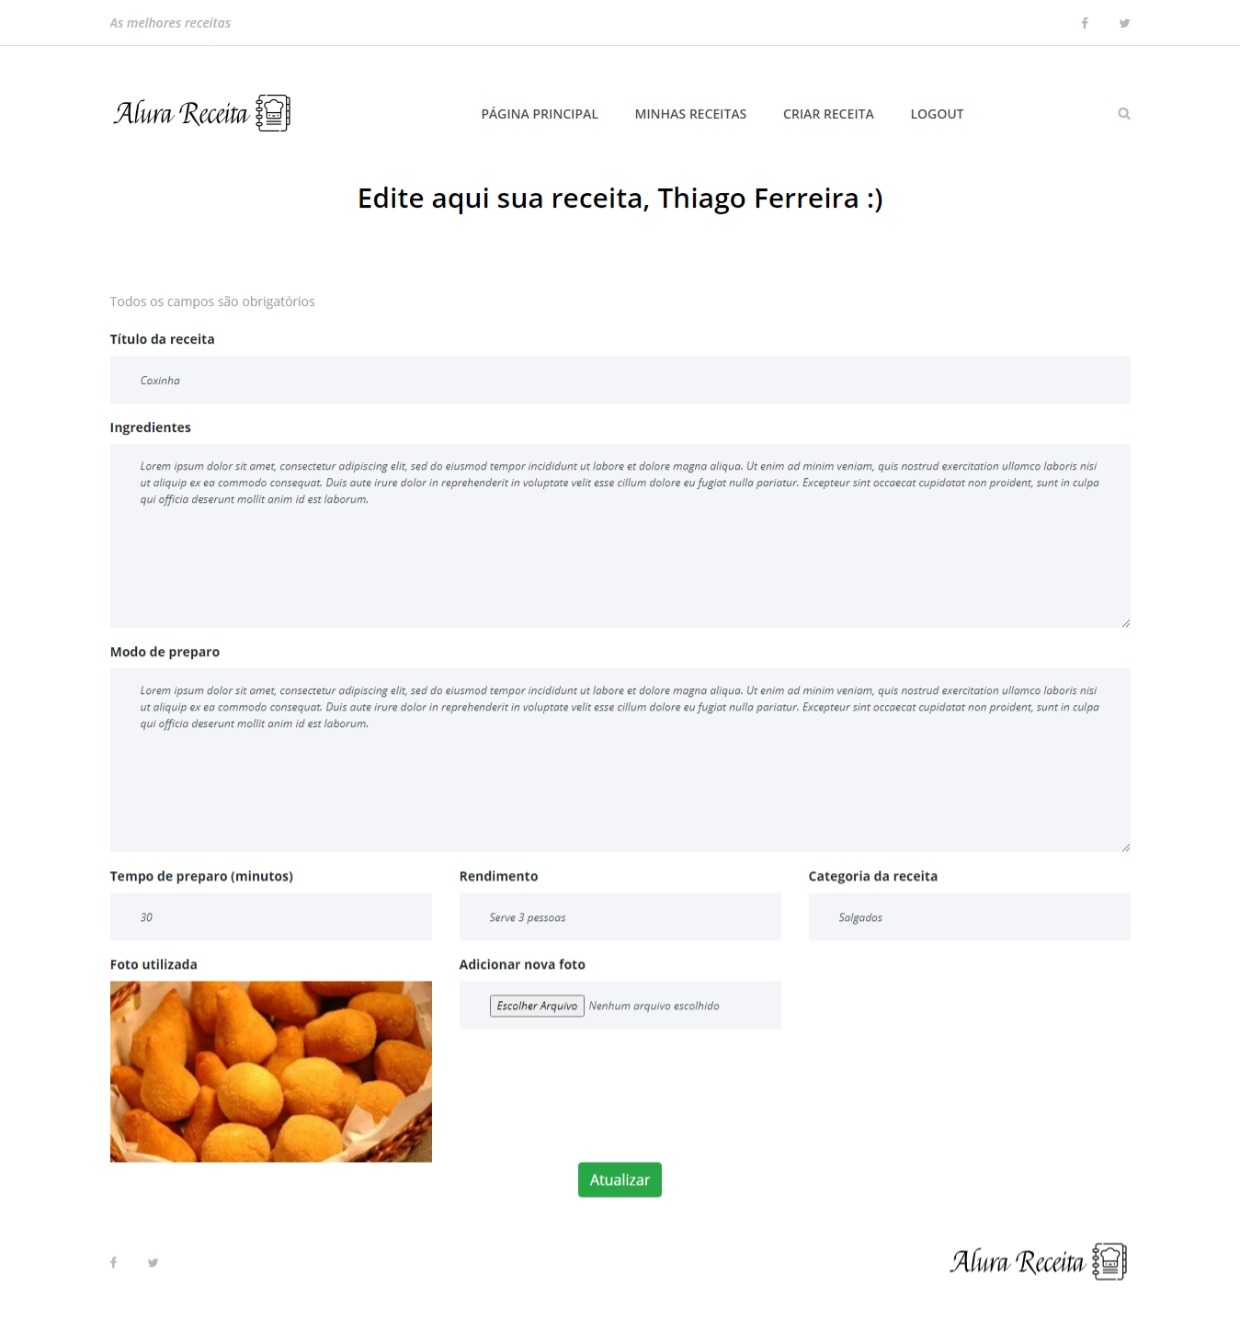 As melhores receitas
Alura Receita
PÁGINA PRINCIPAL
MINHAS RECEITAS
CRIAR RECEITA
LOGOUT
Edite aqui sua receita, Thiago Ferreira :)
Todos os campos são obrigatórios
Título da receita
Coxinha
Ingredientes
Lorem ipsum dolor sit amet, consectetur adipiscing elit, sed do eiusmod tempor incididunt ut labore et dolore magna aliqua. Ut enim ad minim veniam, quis nostrud exercitation ullamco laboris nisi
ut aliquip ex ea commodo consequat. Duis aute irure dolor in reprehenderit in voluptate velit esse cillum dolore eu fugiat nulla pariatur. Excepteur sint occaecat cupidatat non proident, sunt in culpa
qui officia deserunt mollit anim id est laborum.
Modo de preparo
Lorem ipsum dolor sit amet, consectetur adipiscing elit, sed do eiusmod tempor incididunt ut labore et dolore magna aliqua. Ut enim ad minim veniam, quis nostrud exercitation ullamco laboris nisi
ut aliquip ex ea commodo consequat. Duis aute irure dolor in reprehenderit in voluptate velit esse cillum dolore eu fugiat nulla pariatur. Excepteur sint occaecat cupidatat non proident, sunt in culpa
qui officia deserunt mollit anim id est laborum.
Tempo de preparo (minutos)
30
Rendimento
Serve 3 pessoas
Categoria da receita
Salgados
Foto utilizada
Adicionar nova foto
Escolher Arquivo Nenhum arquivo escolhido
Atualizar
Alura Receita